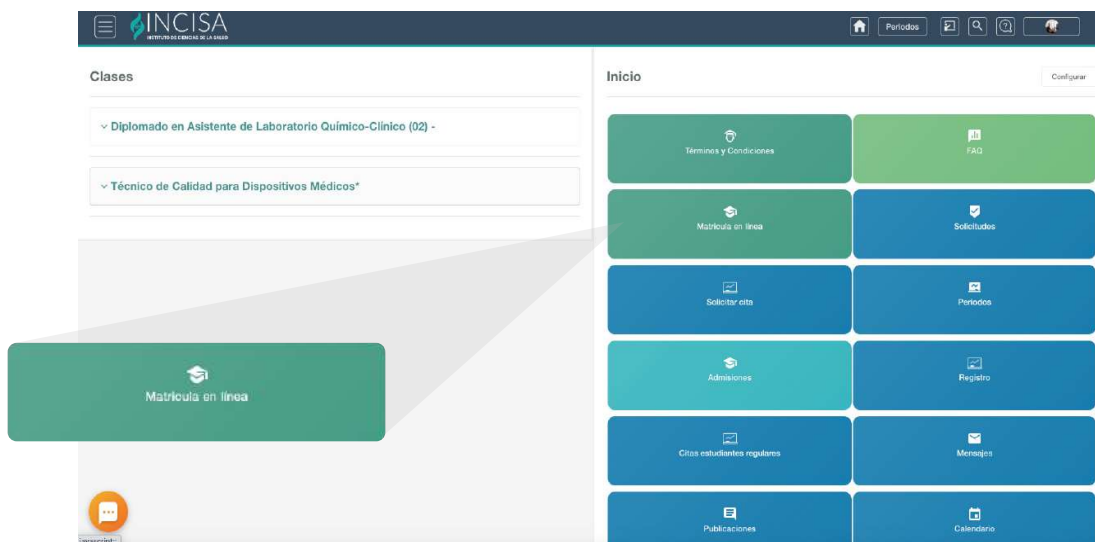 INCISA
INSTITUTO DE CIENCIAS DE LA SALUD
Periodos
Clases
Diplomado en Asistente de Laboratorio Químico-Clínico (02) -
Técnico de Calidad para Dispositivos Médicos*
Inicio
Configurar
Términos y Condiciones
FAQ
Matrícula en línea
Solicitudes
Solicitar cita
Periodos
Admisiones
Registro
Matrícula en línea
Citas estudiantes regulares
Mensajes
Publicaciones
Calendario